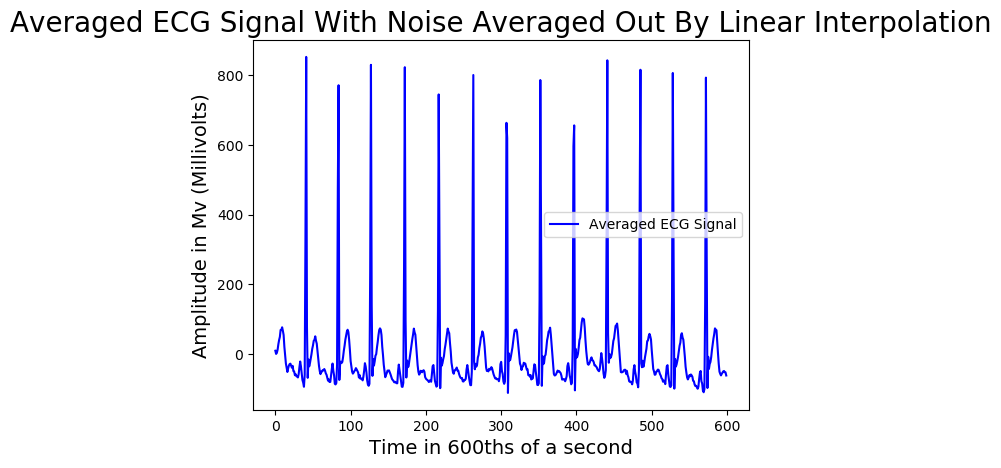 Averaged ECG Signal With Noise Averaged Out By Linear Interpolation
Amplitude in Mv (Millivolts)
800
600
400
200
0
Averaged ECG Signal
0 100 200 300 400 500 600
Time in 600ths of a second